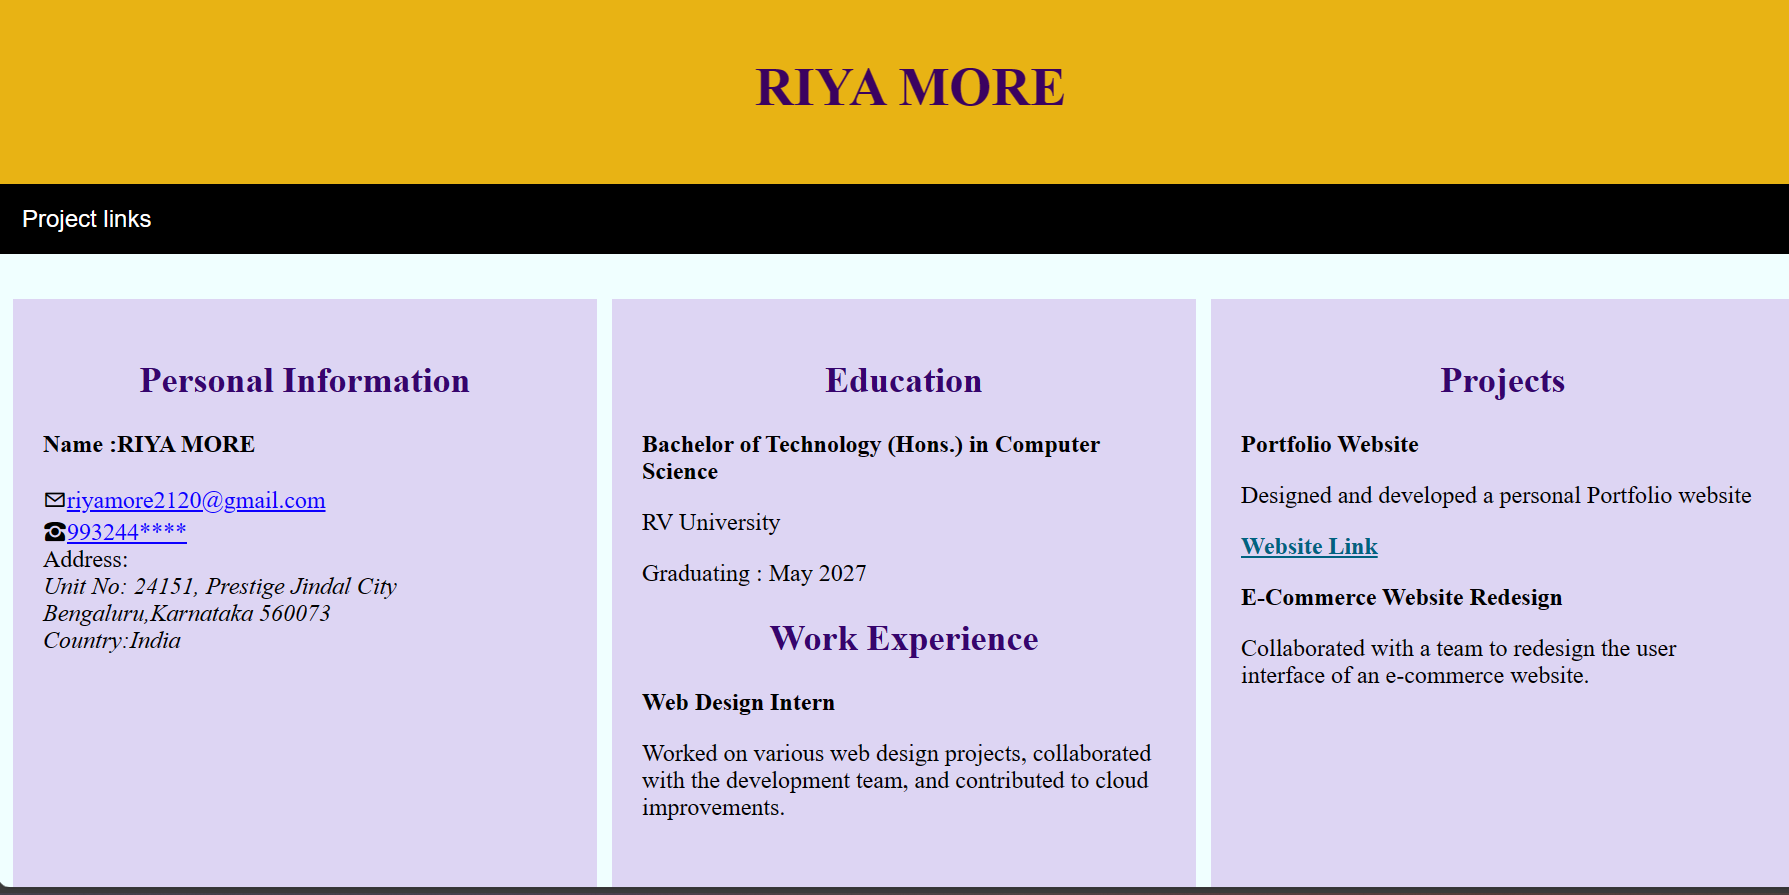 RIYA MORE
Project links
Personal Information
Name :RIYA MORE
riyamore2120@gmail.com
993244****
Address:
Unit No: 24151, Prestige Jindal City
Bengaluru,Karnataka 560073
Country:India
Education
Bachelor of Technology (Hons.) in Computer
Science
RV University
Graduating : May 2027
Work Experience
Web Design Intern
Worked on various web design projects, collaborated
with the development team, and contributed to cloud
improvements.
Projects
Portfolio Website
Designed and developed a personal Portfolio website
Website Link
E-Commerce Website Redesign
Collaborated with a team to redesign the user
interface of an e-commerce website.